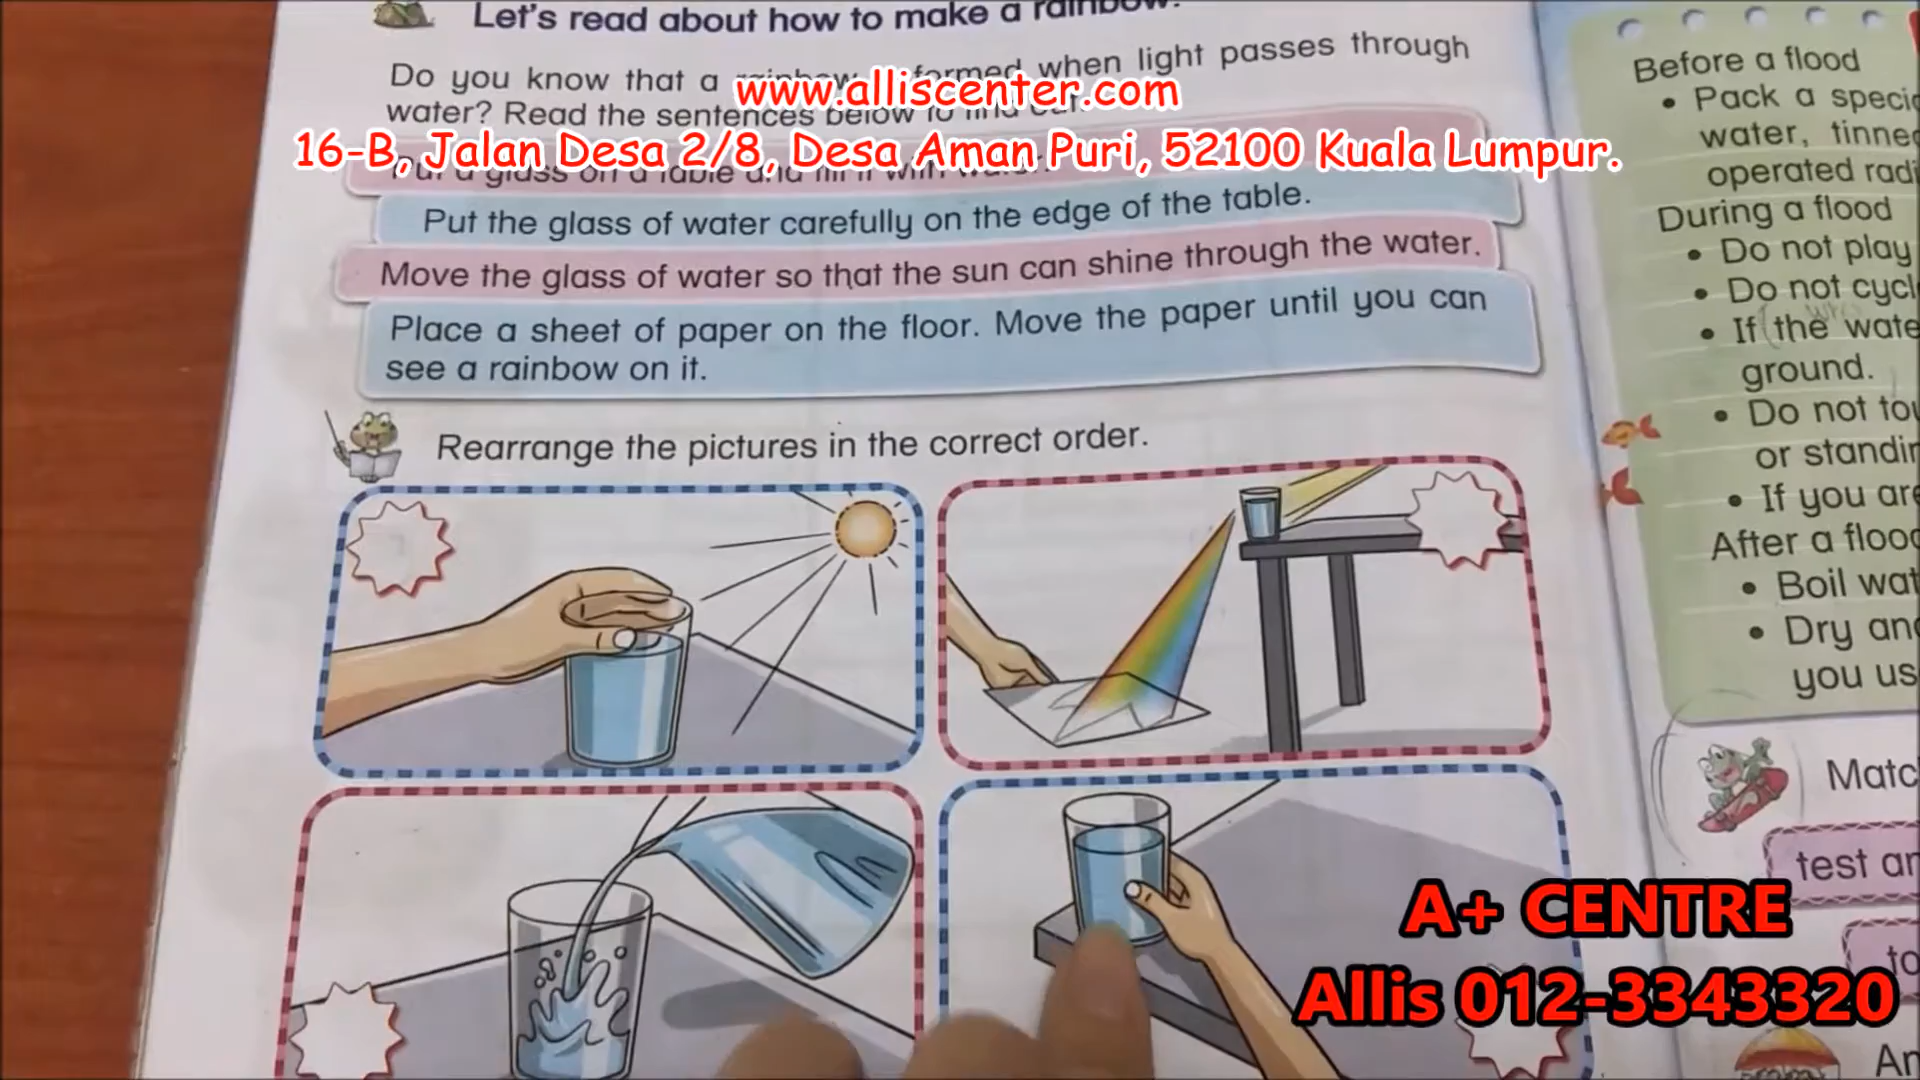 Let's read about how to make a rainbow.
Do you know that a rainbow formed when light passes through
water? Read the sentences below to find out.
www.alliscenter.com
16-B, Jalan Desa 2/8, Desa Aman Puri, 52100 Kuala Lumpur.
Put a glass on a table and fill it with water.
Put the glass of water carefully on the edge of the table.
Move the glass of water so that the sun can shine through the water.
Place a sheet of paper on the floor. Move the paper until you can
see a rainbow on it.
Rearrange the pictures in the correct order.
Before a flood
• Pack a speci
water, tinned
operated radi
During a flood
• Do not play
• Do not cycl
• If the wate
ground.
• Do not tou
or standin
• If you are
After a flood
• Boil wat
• Dry and
you us
Matc
test an
to
An
A+ CENTRE
Allis 012-3343320